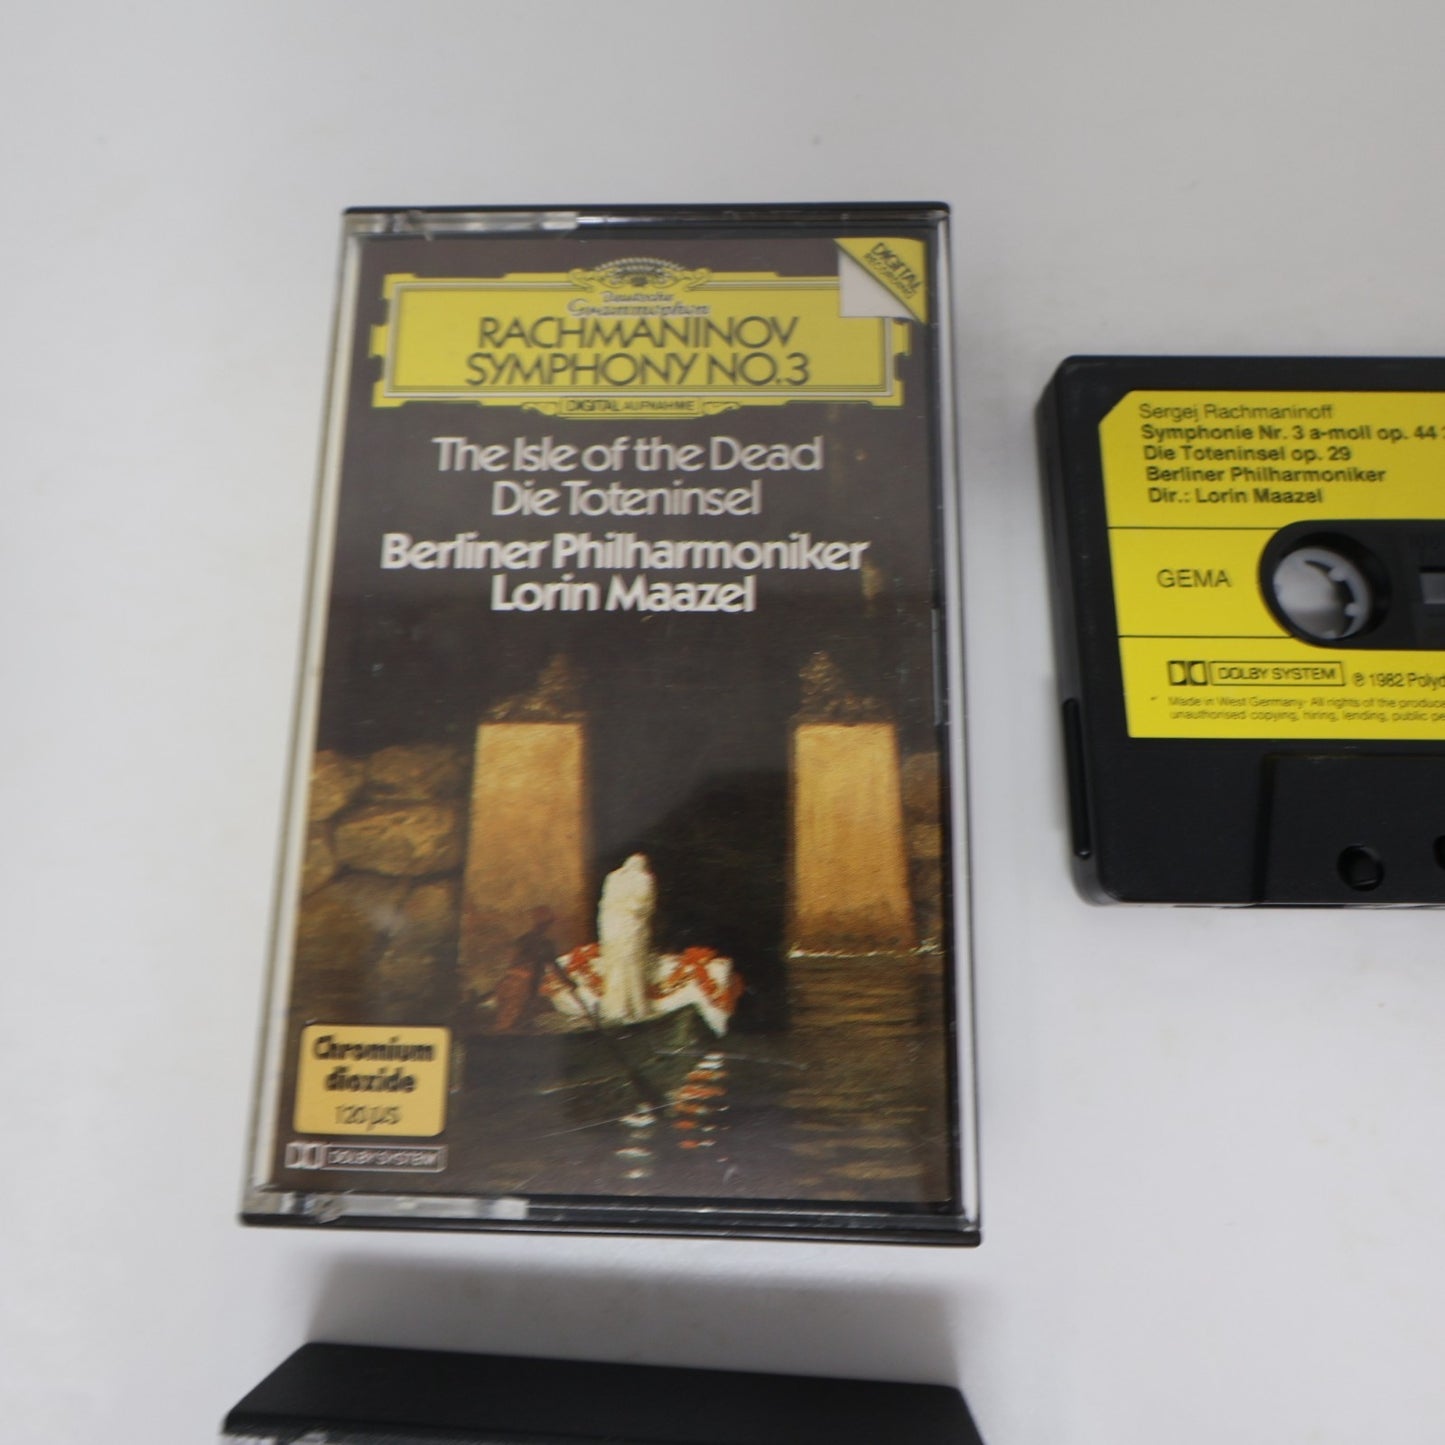 Deutsche
Grammophon
RACHMANINOV
SYMPHONY NO.3
DIGITAL AUFNAHME
DIGITAL
RECORDING
The Isle of the Dead
Die Toteninsel
Berliner Philharmoniker
Lorin Maazel
Chromium
dioxide
120 µs
DOLBY SYSTEM
Sergej Rachmaninoff
Symphonie Nr. 3 a-moll op. 44
Die Toteninsel op. 29
Berliner Philharmoniker
Dir.: Lorin Maazel
GEMA
DOLBY SYSTEM ℗ 1982 Polyd
Made in West Germany · All rights of the produce
unauthorised copying, hiring, lending, public pe